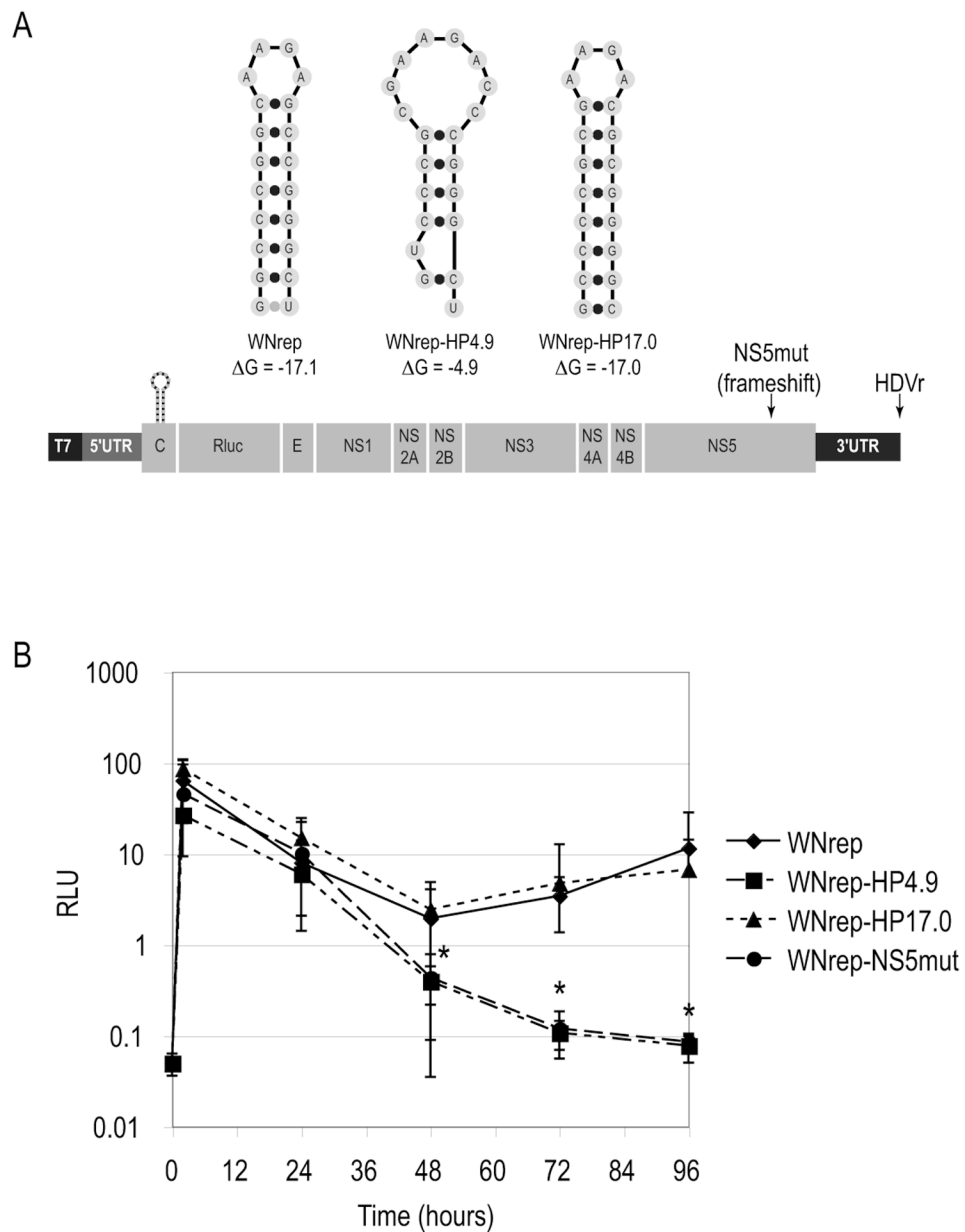 A
A G
A A
C G
G C
G C
C G
C G
C G
G C
G U
A G
A A
G C
C C
G C
C G
C G
C G
U
G C
U
A G
A A
G C
C G
G C
C G
C G
C G
C G
G C
WNrep
ΔG = -17.1
WNrep-HP4.9
ΔG = -4.9
WNrep-HP17.0
ΔG = -17.0
NS5mut
(frameshift)
HDVr
T7 5'UTR C Rluc E NS1 NS 2A NS 2B NS3 NS 4A NS 4B NS5 3'UTR
B
1000
100
10
1
0.1
0.01
RLU
* * *
0 12 24 36 48 60 72 84 96
Time (hours)
WNrep
WNrep-HP4.9
WNrep-HP17.0
WNrep-NS5mut